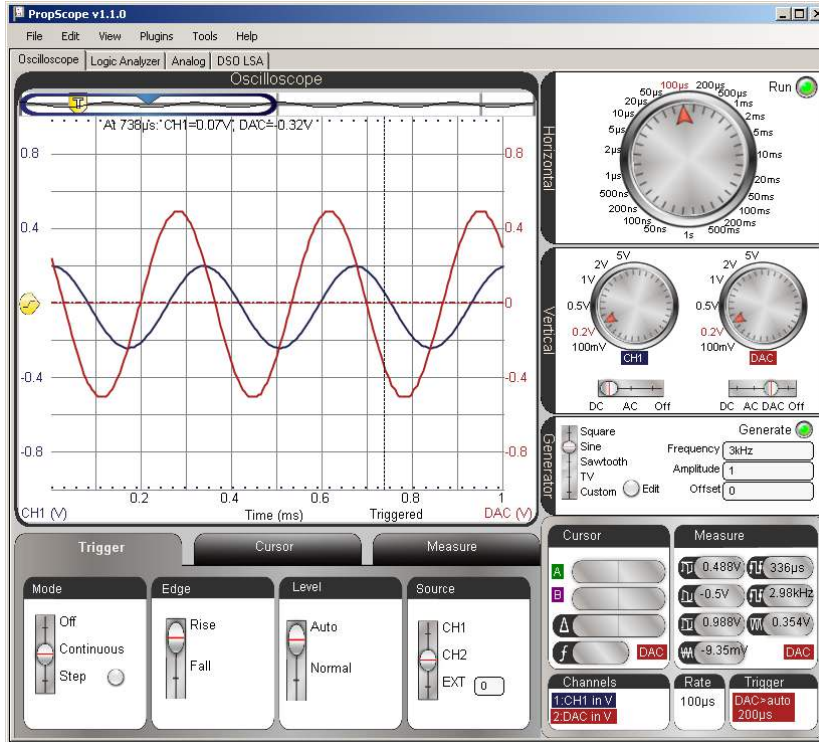 PropScope v1.1.0
File Edit View Plugins Tools Help
Oscilloscope Logic Analyzer Analog DSO LSA
Oscilloscope
T
At 738µs: CH1=0.07V, DAC=-0.32V
0.8 0.8
0.4 0.4
0 0
-0.4 -0.4
-0.8 -0.8
0.2 0.4 0.6 0.8 1
CH1 (V) Time (ms) Triggered DAC (V)
Horizontal
Run
1µs 2µs 5µs 10µs 20µs 50µs 100µs 200µs 500µs 1ms 2ms 5ms 10ms 20ms 50ms 100ms 200ms 500ms 1s 50ns 100ns 200ns 500ns
Vertical
5V 5V
2V 2V
1V 1V
0.5V 0.5V
0.2V 0.2V
100mV 100mV
CH1 DAC
DC AC Off DC AC DAC Off
Generator
Square
Sine
Sawtooth
TV
Custom Edit
Generate
Frequency 3kHz
Amplitude 1
Offset 0
Trigger Cursor Measure
Mode
Off
Continuous
Step
Edge
Rise
Fall
Level
Auto
Normal
Source
CH1
CH2
EXT 0
Cursor
A
B
Δ
f DAC
Measure
0.488V 336µs
-0.5V 2.98kHz
0.988V 0.354V
-9.35mV DAC
Channels
1:CH1 in V
2:DAC in V
Rate
100µs
Trigger
DAC>auto
200µs